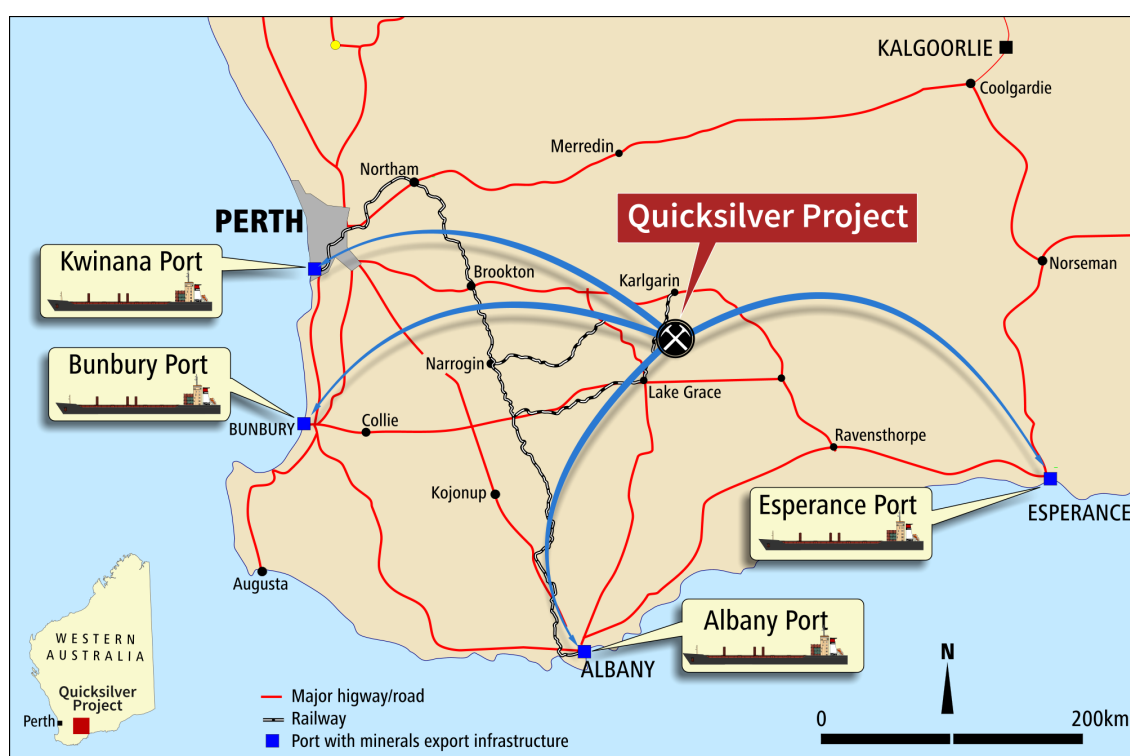 KALGOORLIE
Coolgardie
Merredin
Northam
Quicksilver Project
PERTH
Kwinana Port
Norseman
Brookton
Karlgarin
Bunbury Port
Narrogin
Lake Grace
BUNBURY
Collie
Ravensthorpe
Kojonup
Esperance Port
ESPERANCE
Augusta
Albany Port
ALBANY
WESTERN
AUSTRALIA
Quicksilver
Project
Perth
Major higway/road
Railway
Port with minerals export infrastructure
N
0 200km